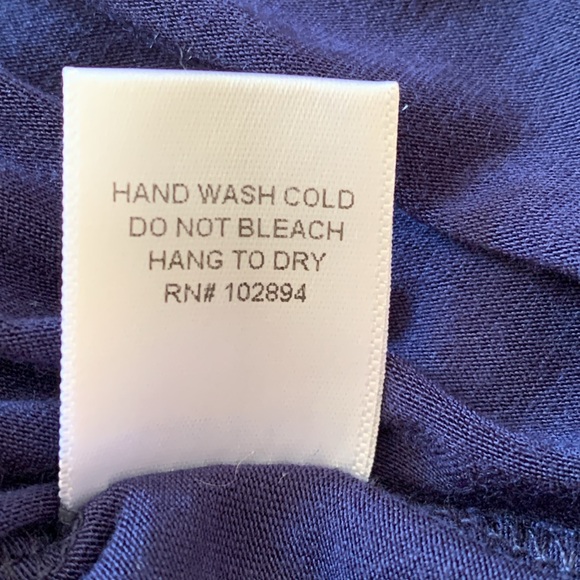 HAND WASH COLD
DO NOT BLEACH
HANG TO DRY
RN# 102894